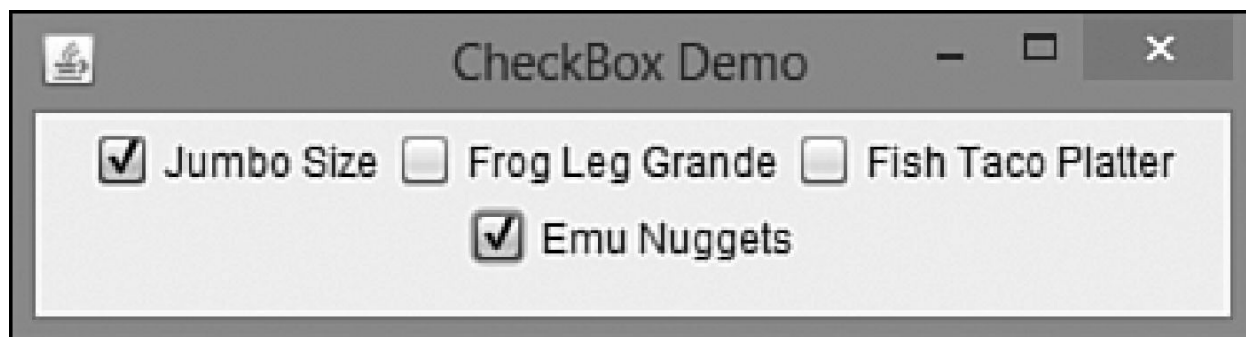 CheckBox Demo
Jumbo Size Frog Leg Grande Fish Taco Platter
Emu Nuggets